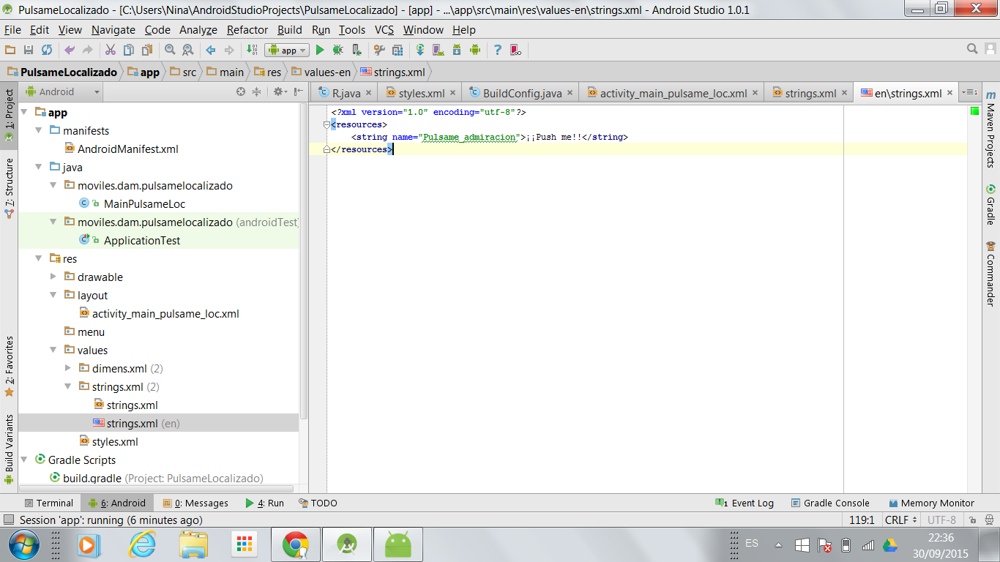 PulsameLocalizado - [C:\Users\Nina\AndroidStudioProjects\PulsameLocalizado] - [app] - ...\app\src\main\res\values-en\strings.xml - Android Studio 1.0.1
File Edit View Navigate Code Analyze Refactor Build Run Tools VCS Window Help
app
PulsameLocalizado app src main res values-en strings.xml
Android
R.java styles.xml BuildConfig.java activity_main_pulsame_loc.xml strings.xml en\strings.xml
1: Project
7: Structure
2: Favorites
Build Variants
app
manifests
AndroidManifest.xml
java
moviles.dam.pulsamelocalizado
MainPulsameLoc
moviles.dam.pulsamelocalizado (androidTest)
ApplicationTest
res
drawable
layout
activity_main_pulsame_loc.xml
menu
values
dimens.xml (2)
strings.xml (2)
strings.xml
strings.xml (en)
styles.xml
Gradle Scripts
build.gradle (Project: PulsameLocalizado)
<?xml version="1.0" encoding="utf-8"?>
<resources>
<string name="Pulsame_admiracion">¡¡Push me!!</string>
</resources>
m Maven Projects
Gradle
Commander
Terminal 6: Android 0: Messages 4: Run TODO 1 Event Log Gradle Console Memory Monitor
Session 'app': running (6 minutes ago) 119:1 CRLF UTF-8
ES 22:36
30/09/2015